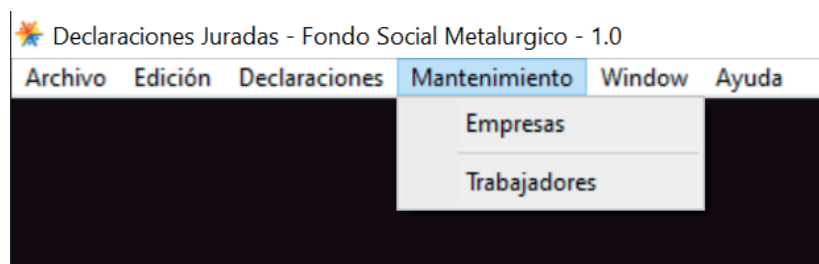 Declaraciones Juradas - Fondo Social Metalurgico - 1.0
Archivo Edición Declaraciones Mantenimiento Window Ayuda
Empresas
Trabajadores